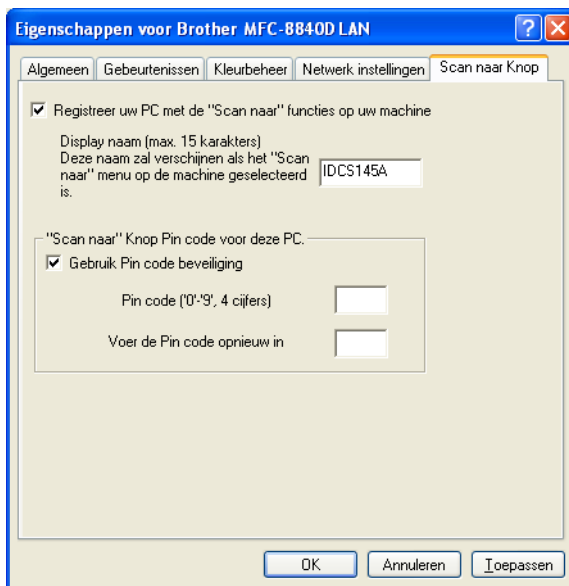 Eigenschappen voor Brother MFC-8840D LAN
Algemeen
Gebeurtenissen
Kleurbeheer
Netwerk instellingen
Scan naar Knop
Registreer uw PC met de "Scan naar" functies op uw machine
Display naam (max. 15 karakters)
Deze naam zal verschijnen als het "Scan
naar" menu op de machine geselecteerd
is.
IDCS145A
"Scan naar" Knop Pin code voor deze PC.
Gebruik Pin code beveiliging
Pin code ('0'-'9', 4 cijfers)
Voer de Pin code opnieuw in
OK
Annuleren
Toepassen